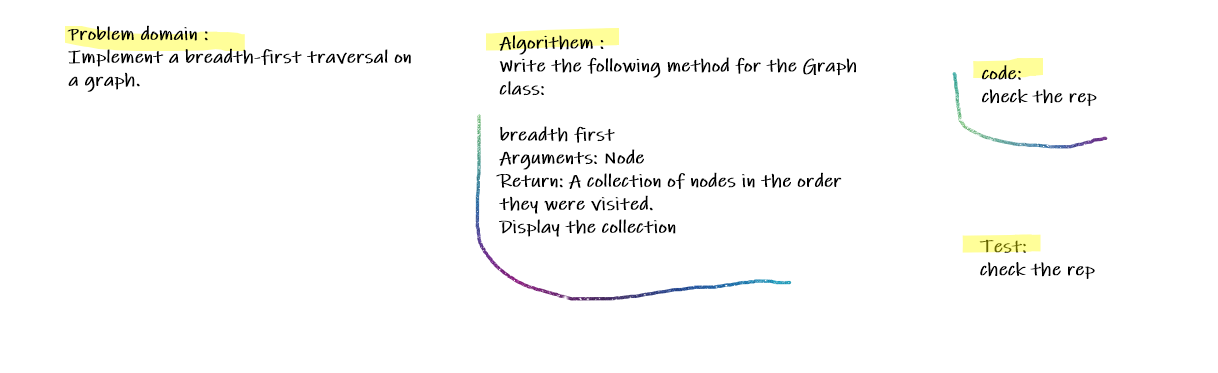 Problem domain :
Implement a breadth-first traversal on
a graph.
Algorithem :
Write the following method for the Graph
class:
breadth first
Arguments: Node
Return: A collection of nodes in the order
they were visited.
Display the collection
code:
check the rep
Test:
check the rep